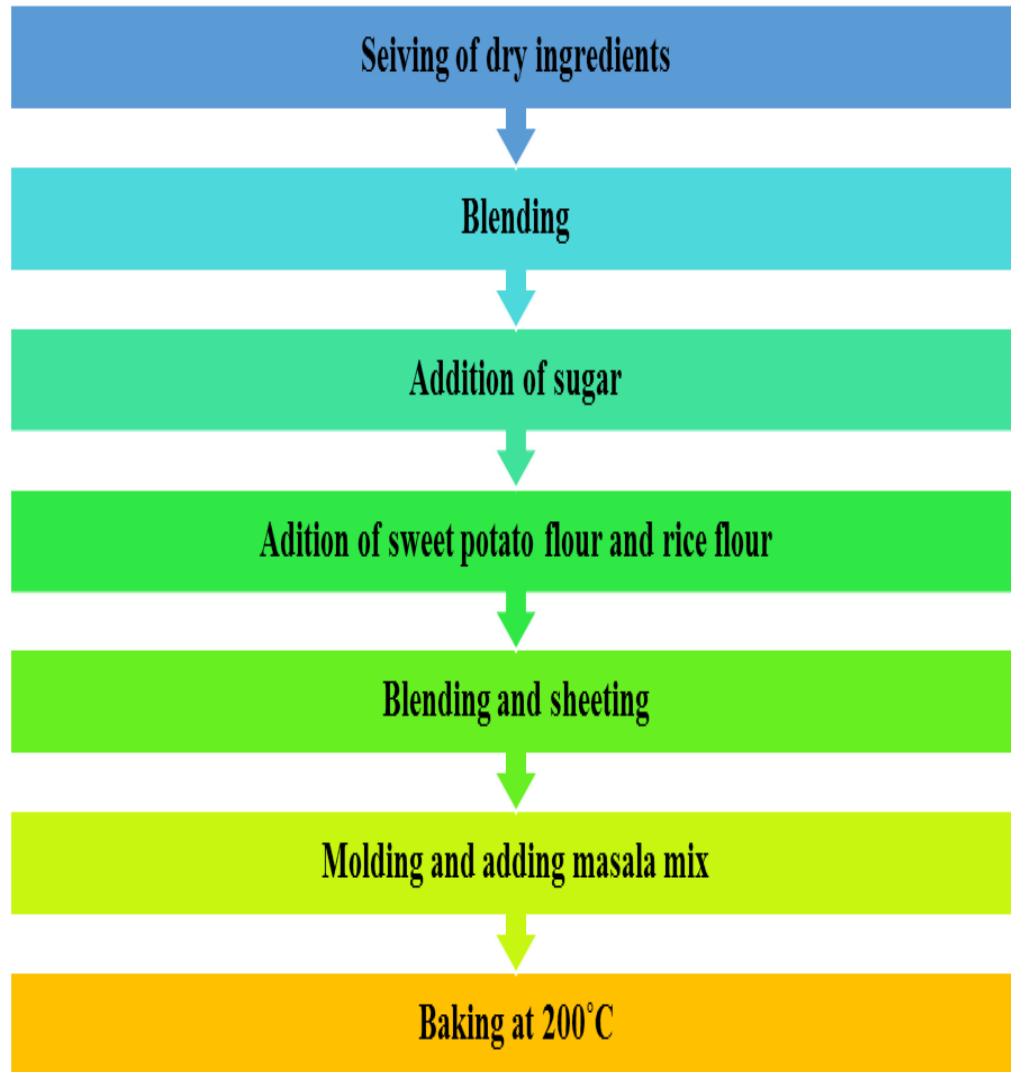 Seiving of dry ingredients
Blending
Addition of sugar
Adition of sweet potato flour and rice flour
Blending and sheeting
Molding and adding masala mix
Baking at 200˚C